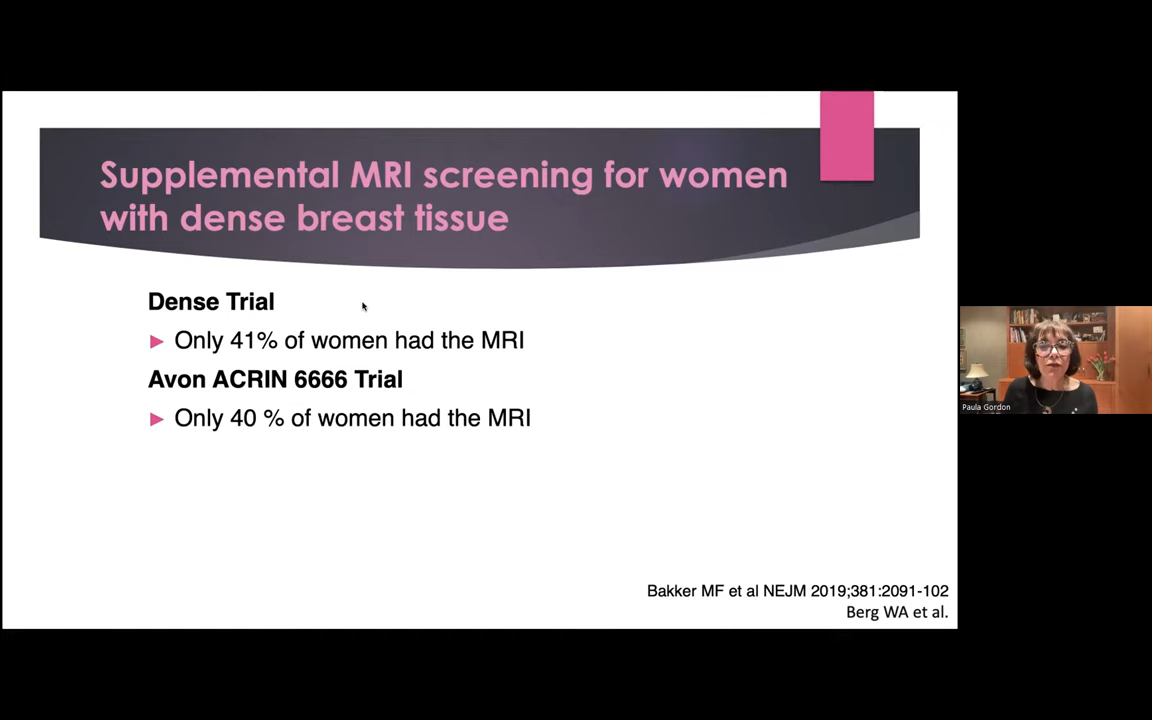 Supplemental MRI screening for women
with dense breast tissue
Dense Trial
Only 41% of women had the MRI
Avon ACRIN 6666 Trial
Only 40 % of women had the MRI
Bakker MF et al NEJM 2019;381:2091-102
Berg WA et al.
Paula Gordon